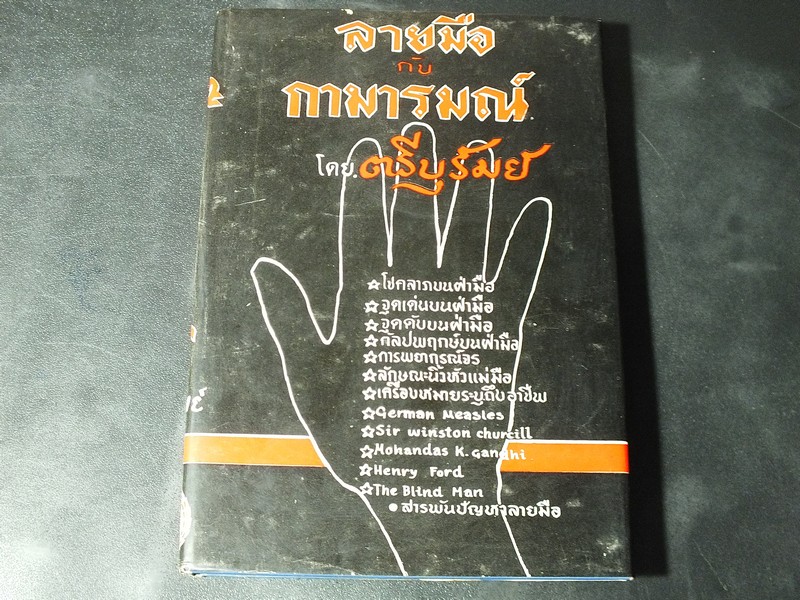 ลายมือ
กับ
กามารมณ์
โดย. ตรีบูรัมย์
☆โชคลาภบนฝ่ามือ
☆จุดเด่นบนฝ่ามือ
☆จุดดับบนฝ่ามือ
☆กัลปพฤกษ์บนฝ่ามือ
☆การพยากรณ์จร
☆ลักษณะนิ้วหัวแม่มือ
☆เครื่องหมายระบุถึงอาชีพ
☆German Measles
☆Sir winston churcill
☆Mohandas K. Gandhi
☆Henry Ford
☆The Blind Man
● สารพันปัญหาลายมือ